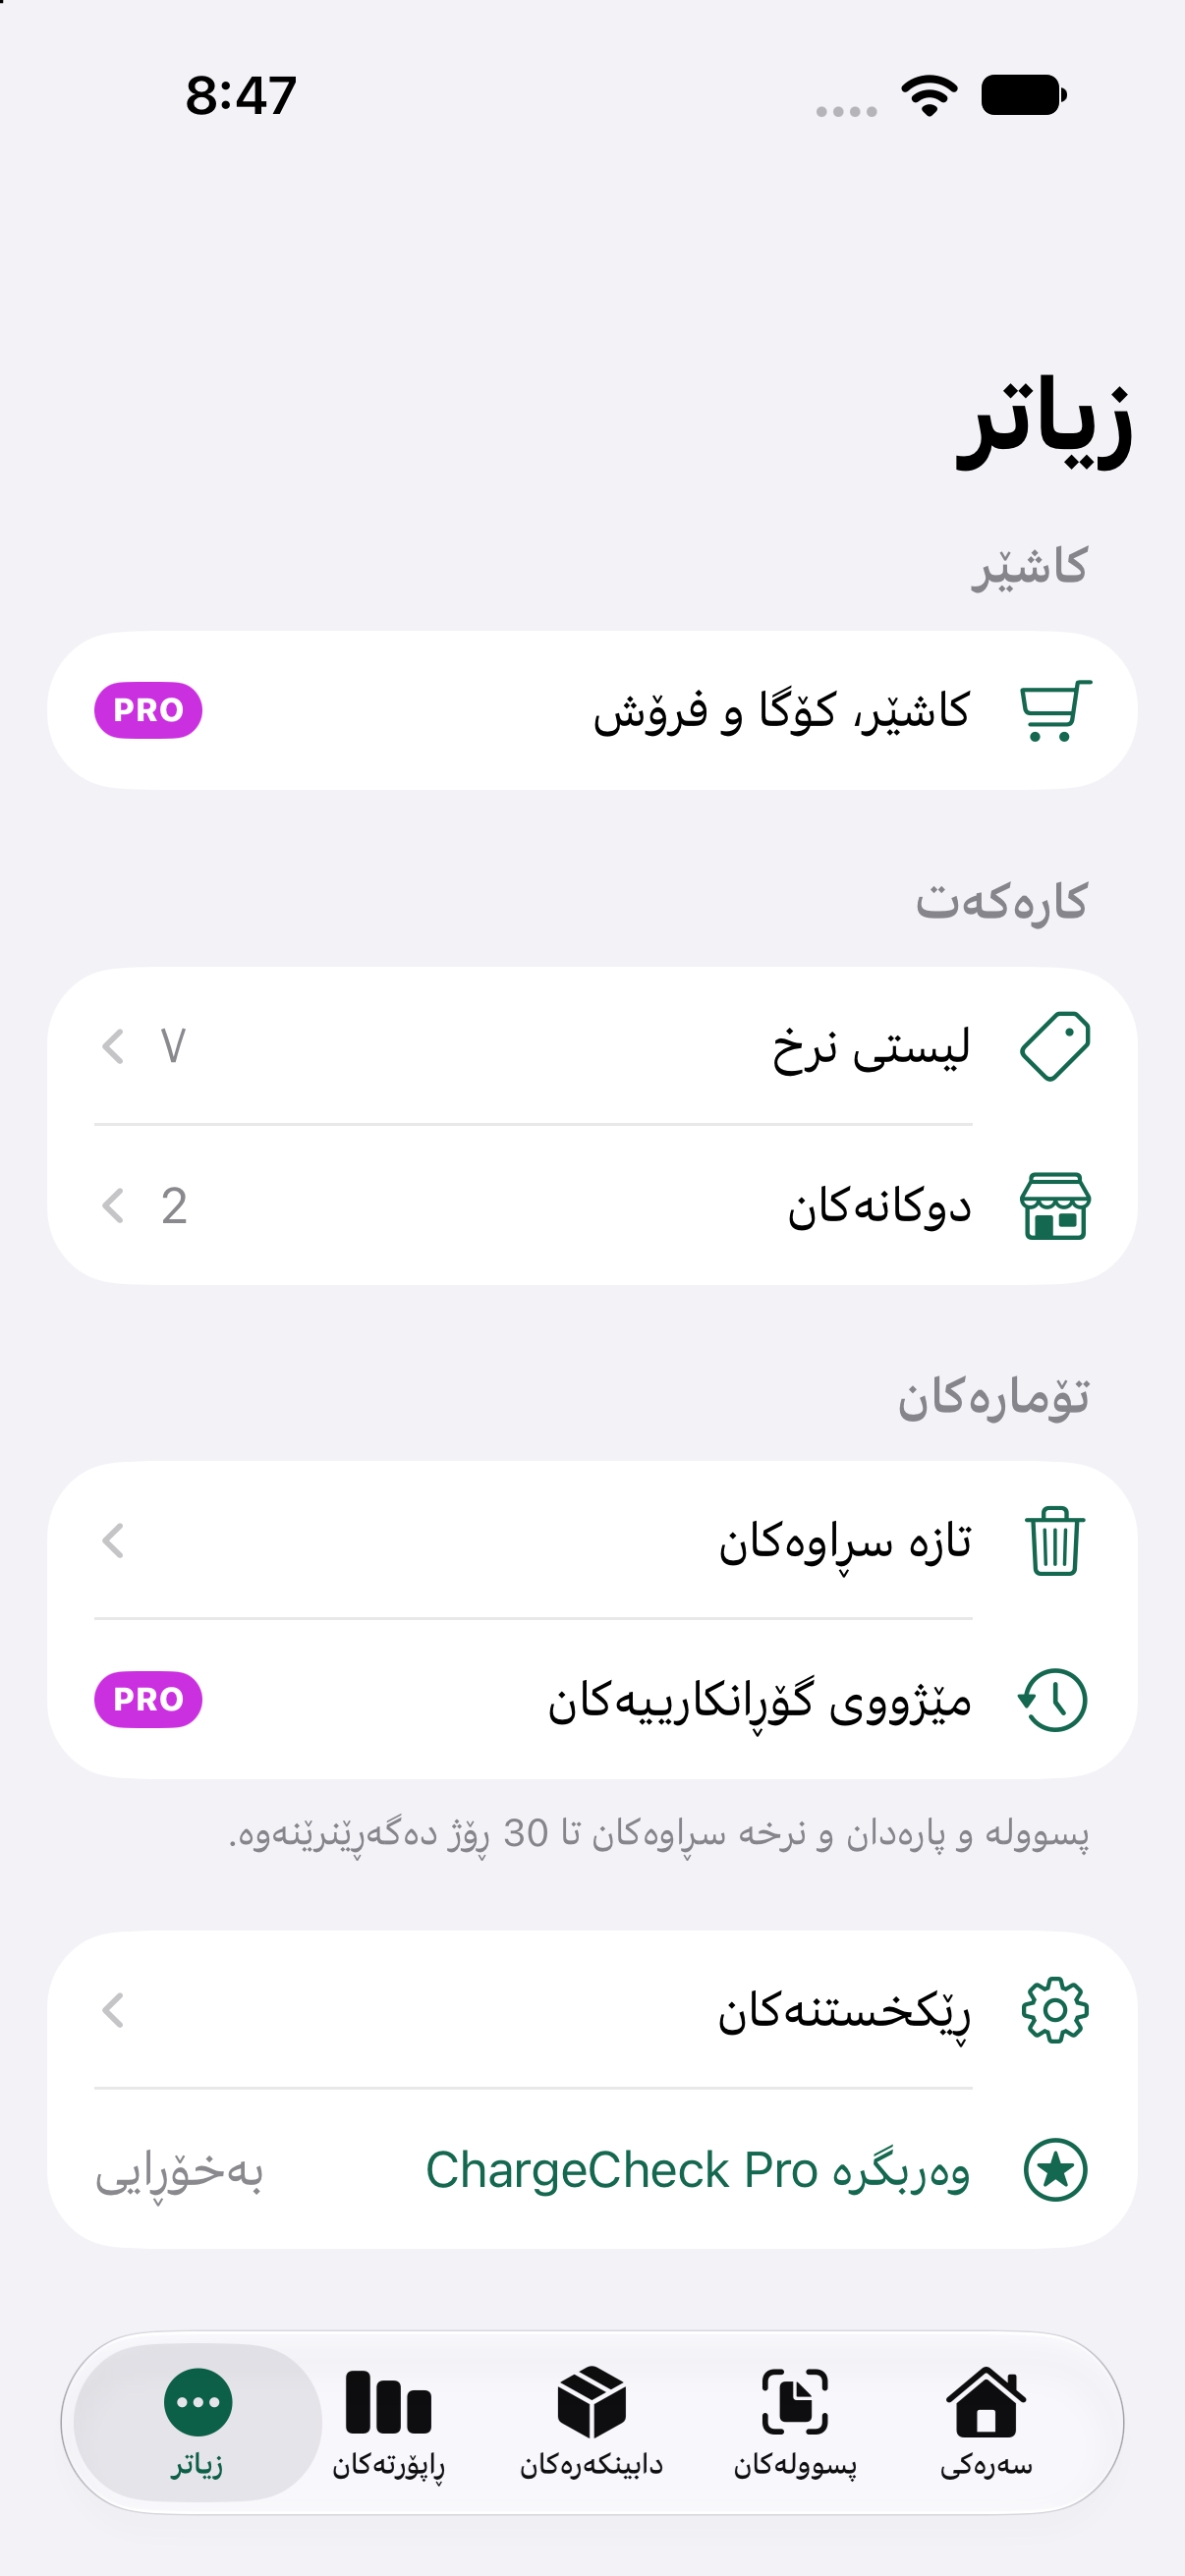 8:47
زیاتر
کاشێر
کاشێر، کۆگا و فرۆش PRO
کارەکەت
لیستی نرخ ٧
دوکانەکان 2
تۆمارەکان
تازە سڕاوەکان
مێژووی گۆڕانکارییەکان PRO
پسوولە و پارەدان و نرخە سڕاوەکان تا 30 ڕۆژ دەگەڕێنرێنەوە.
ڕێکخستنەکان
وەربگرە ChargeCheck Pro بەخۆڕایی
سەرەکی پسوولەکان دابینکەرەکان ڕاپۆرتەکان زیاتر